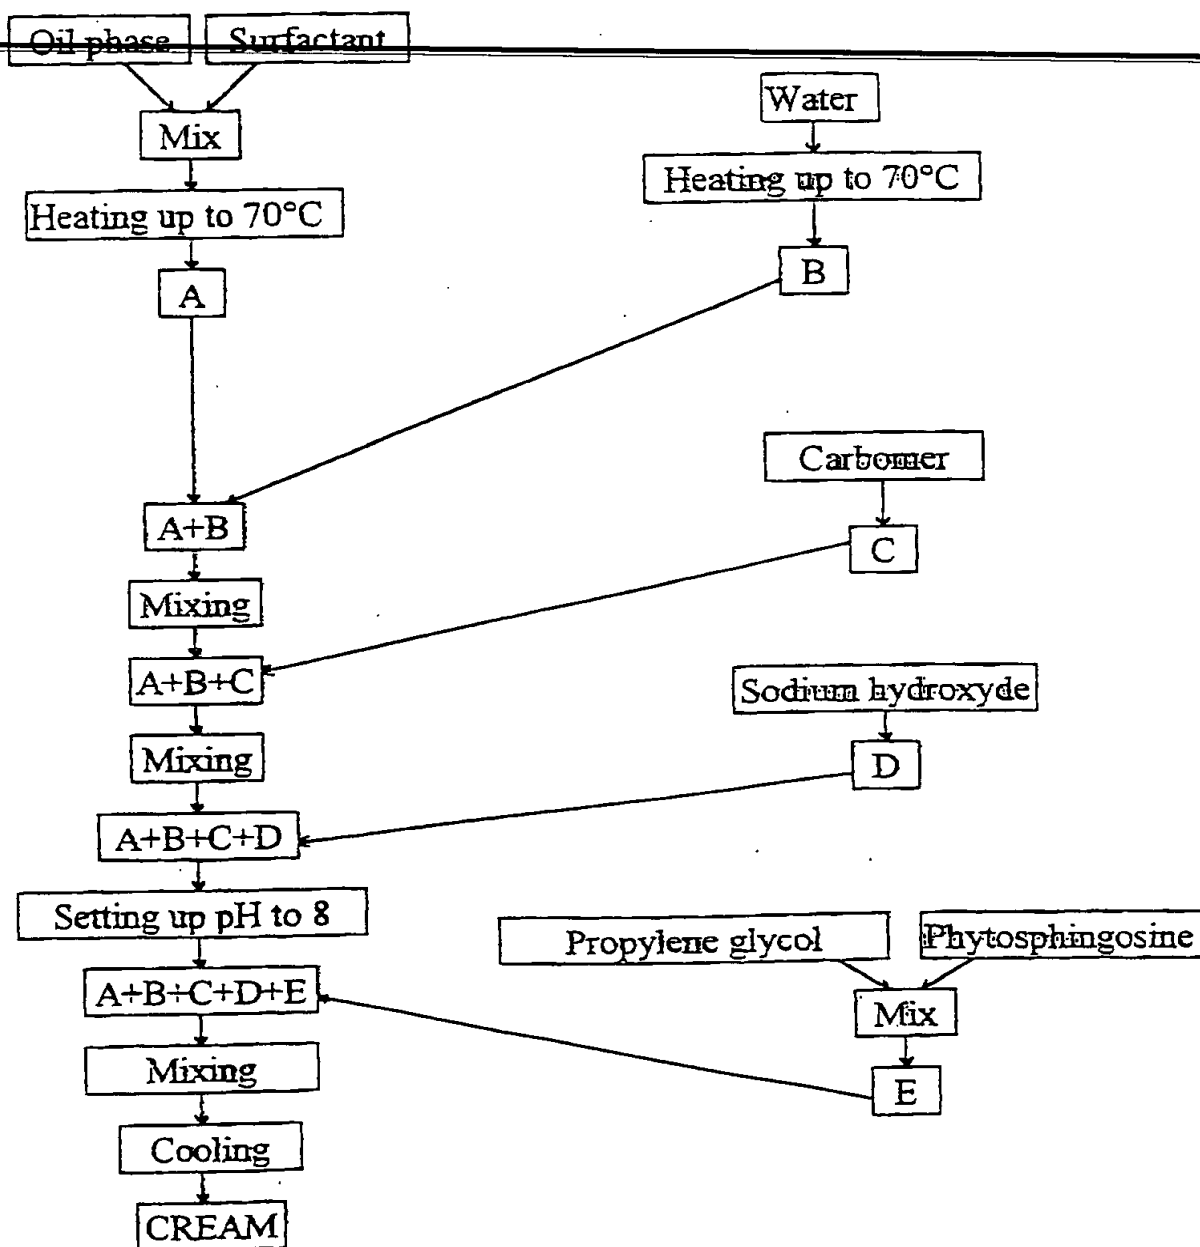 Oil phase
Surfactant
Mix
Heating up to 70°C
A
Water
Heating up to 70°C
B
A+B
Mixing
Carbomer
C
A+B+C
Mixing
Sodium hydroxyde
D
A+B+C+D
Setting up pH to 8
Propylene glycol
Phytosphingosine
Mix
E
A+B+C+D+E
Mixing
Cooling
CREAM